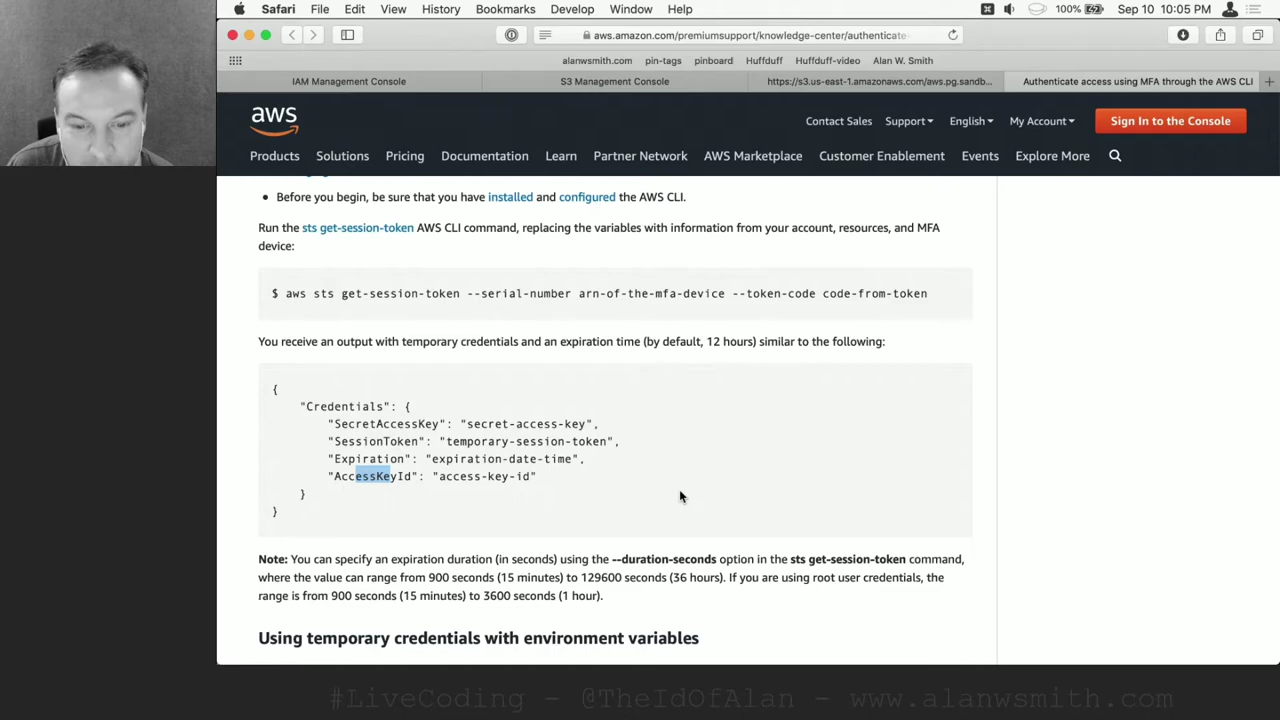 Safari File Edit View History Bookmarks Develop Window Help 100% Sep 10 10:05 PM
aws.amazon.com/premiumsupport/knowledge-center/authenticate-
alanwsmith.com pin-tags pinboard Huffduff Huffduff-video Alan W. Smith
IAM Management Console S3 Management Console https://s3.us-east-1.amazonaws.com/aws.pg.sandb... Authenticate access using MFA through the AWS CLI
aws
Contact Sales Support English My Account Sign In to the Console
Products Solutions Pricing Documentation Learn Partner Network AWS Marketplace Customer Enablement Events Explore More
• Before you begin, be sure that you have installed and configured the AWS CLI.
Run the sts get-session-token AWS CLI command, replacing the variables with information from your account, resources, and MFA
device:
$ aws sts get-session-token --serial-number arn-of-the-mfa-device --token-code code-from-token
You receive an output with temporary credentials and an expiration time (by default, 12 hours) similar to the following:
{
"Credentials": {
"SecretAccessKey": "secret-access-key",
"SessionToken": "temporary-session-token",
"Expiration": "expiration-date-time",
"AccessKeyId": "access-key-id"
}
}
Note: You can specify an expiration duration (in seconds) using the --duration-seconds option in the sts get-session-token command,
where the value can range from 900 seconds (15 minutes) to 129600 seconds (36 hours). If you are using root user credentials, the
range is from 900 seconds (15 minutes) to 3600 seconds (1 hour).
Using temporary credentials with environment variables
#LiveCoding - @TheIdOfAlan - www.alanwsmith.com